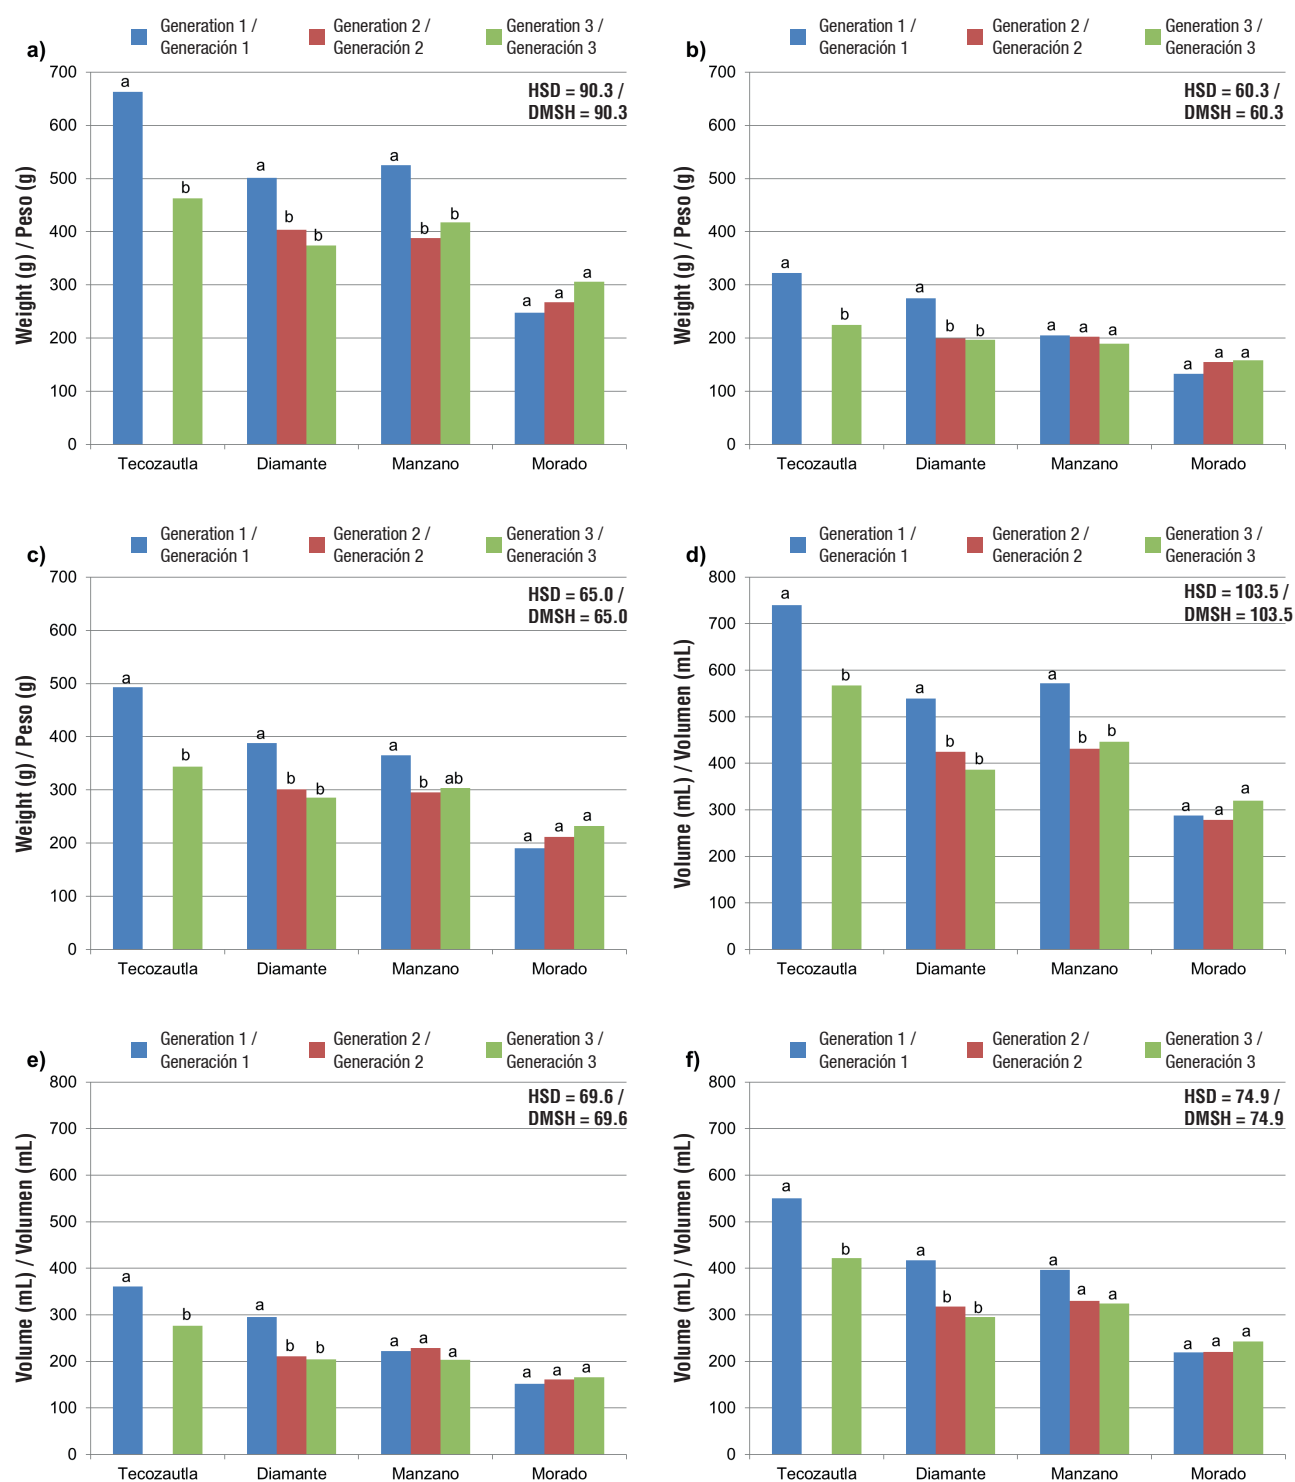 a)
Generation 1 /
Generación 1
Generation 2 /
Generación 2
Generation 3 /
Generación 3
HSD = 90.3 /
DMSH = 90.3
Weight (g) / Peso (g)
700
600
500
400
300
200
100
0
a
b
a
b
b
a
b
b
a
a
a
Tecozautla
Diamante
Manzano
Morado
b)
Generation 1 /
Generación 1
Generation 2 /
Generación 2
Generation 3 /
Generación 3
HSD = 60.3 /
DMSH = 60.3
Weight (g) / Peso (g)
700
600
500
400
300
200
100
0
a
b
a
b
b
a
a
a
a
a
a
Tecozautla
Diamante
Manzano
Morado
c)
Generation 1 /
Generación 1
Generation 2 /
Generación 2
Generation 3 /
Generación 3
HSD = 65.0 /
DMSH = 65.0
Weight (g) / Peso (g)
700
600
500
400
300
200
100
0
a
b
a
b
b
a
b
ab
a
a
a
Tecozautla
Diamante
Manzano
Morado
d)
Generation 1 /
Generación 1
Generation 2 /
Generación 2
Generation 3 /
Generación 3
HSD = 103.5 /
DMSH = 103.5
Volume (mL) / Volumen (mL)
800
700
600
500
400
300
200
100
0
a
b
a
b
b
a
b
b
a
a
a
Tecozautla
Diamante
Manzano
Morado
e)
Generation 1 /
Generación 1
Generation 2 /
Generación 2
Generation 3 /
Generación 3
HSD = 69.6 /
DMSH = 69.6
Volume (mL) / Volumen (mL)
800
700
600
500
400
300
200
100
0
a
b
a
b
b
a
a
a
a
a
a
Tecozautla
Diamante
Manzano
Morado
f)
Generation 1 /
Generación 1
Generation 2 /
Generación 2
Generation 3 /
Generación 3
HSD = 74.9 /
DMSH = 74.9
Volume (mL) / Volumen (mL)
800
700
600
500
400
300
200
100
0
a
b
a
b
b
a
a
a
a
a
a
Tecozautla
Diamante
Manzano
Morado